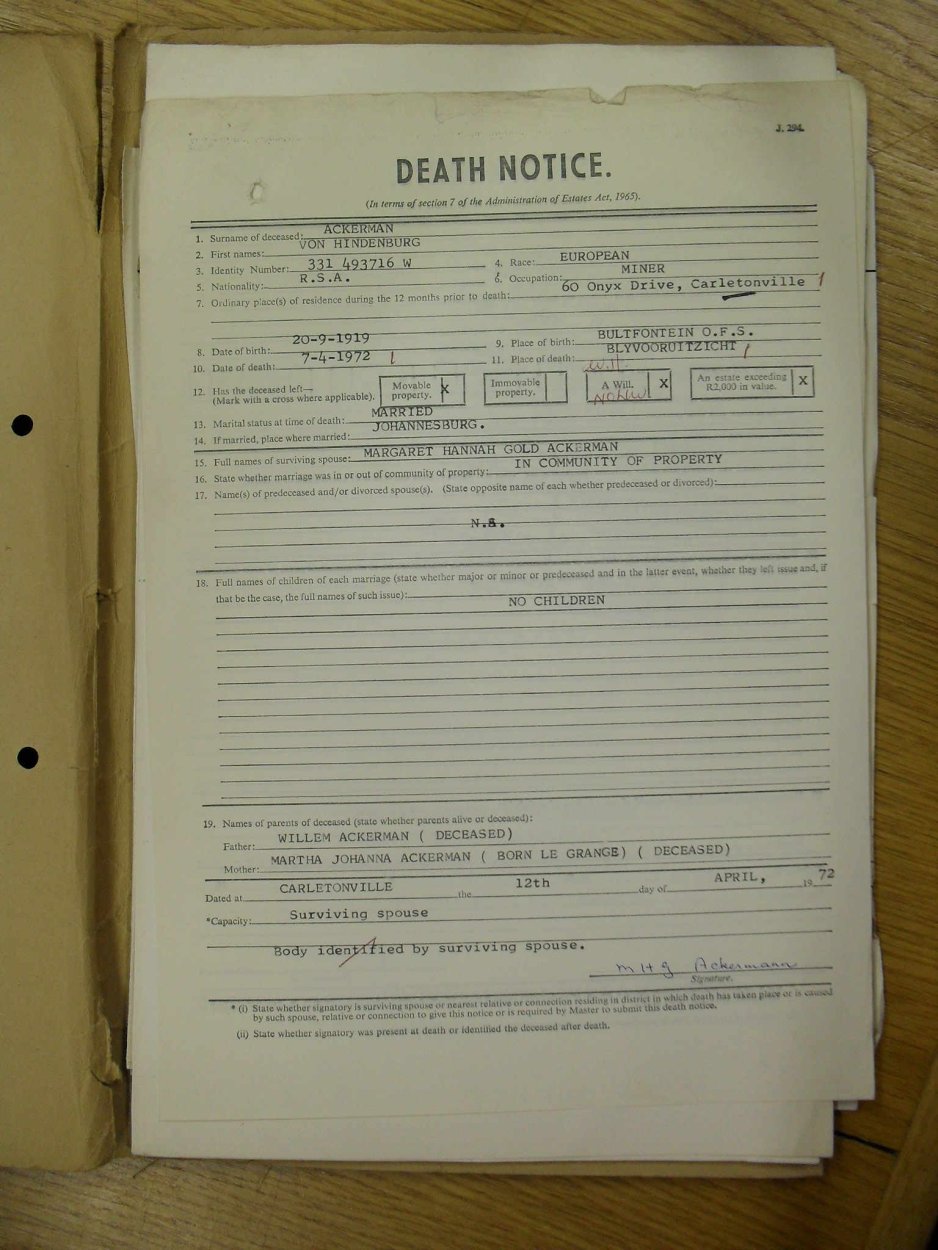 J. 294.
DEATH NOTICE.
(In terms of section 7 of the Administration of Estates Act, 1965).
1. Surname of deceased: ACKERMAN
2. First names: VON HINDENBURG
3. Identity Number: 331 493716 W 4. Race: EUROPEAN
5. Nationality: R.S.A. 6. Occupation: MINER
7. Ordinary place(s) of residence during the 12 months prior to death: 60 Onyx Drive, Carletonville
8. Date of birth: 20-9-1919 9. Place of birth: BULTFONTEIN O.F.S.
10. Date of death: 7-4-1972 11. Place of death: BLYVOORUITZICHT
12. Has the deceased left—
(Mark with a cross where applicable). Movable property. X Immovable property. A Will. X An estate exceeding R2,000 in value. X
13. Marital status at time of death: MARRIED
14. If married, place where married: JOHANNESBURG.
15. Full names of surviving spouse: MARGARET HANNAH GOLD ACKERMAN
16. State whether marriage was in or out of community of property: IN COMMUNITY OF PROPERTY
17. Name(s) of predeceased and/or divorced spouse(s). (State opposite name of each whether predeceased or divorced):
18. Full names of children of each marriage (state whether major or minor or predeceased and in the latter event, whether they left issue and, if
that be the case, the full names of such issue):
NO CHILDREN
19. Names of parents of deceased (state whether parents alive or deceased):
Father: WILLEM ACKERMAN ( DECEASED)
Mother: MARTHA JOHANNA ACKERMAN ( BORN LE GRANGE) ( DECEASED)
Dated at CARLETONVILLE the 12th day of APRIL, 19 72
*Capacity: Surviving spouse
Body identified by surviving spouse.
M H G Ackermann
Signature.
* (i) State whether signatory is surviving spouse or nearest relative or connection residing in district in which death has taken place or is caused
by such spouse, relative or connection to give this notice or is required by Master to submit this death notice.
(ii) State whether signatory was present at death or identified the deceased after death.